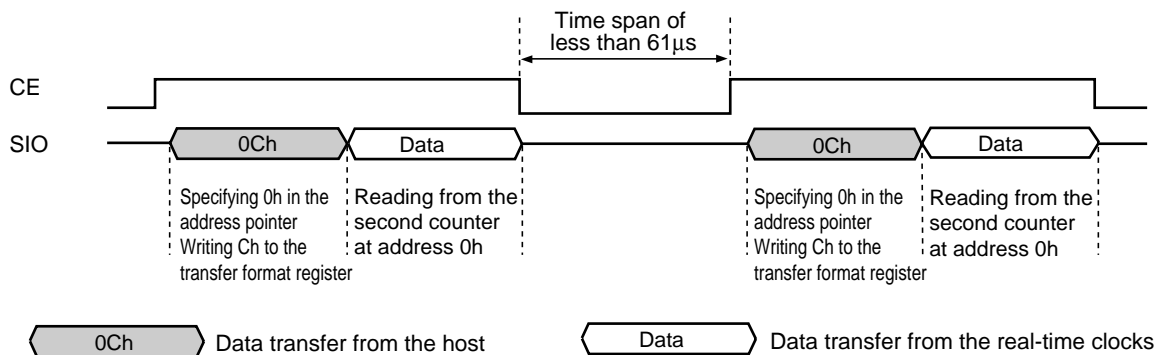 Time span of
less than 61μs
CE
SIO
0Ch
Data
0Ch
Data
Specifying 0h in the
address pointer
Writing Ch to the
transfer format register
Reading from the
second counter
at address 0h
Specifying 0h in the
address pointer
Writing Ch to the
transfer format register
Reading from the
second counter
at address 0h
0Ch
Data transfer from the host
Data
Data transfer from the real-time clocks